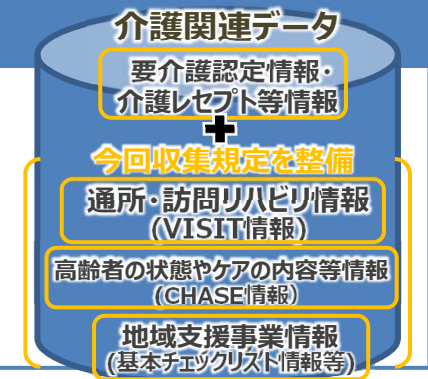 介護関連データ
要介護認定情報・
介護レセプト等情報
+
今回収集規定を整備
通所・訪問リハビリ情報
(VISIT情報)
高齢者の状態やケアの内容等情報
(CHASE情報)
地域支援事業情報
(基本チェックリスト情報等)